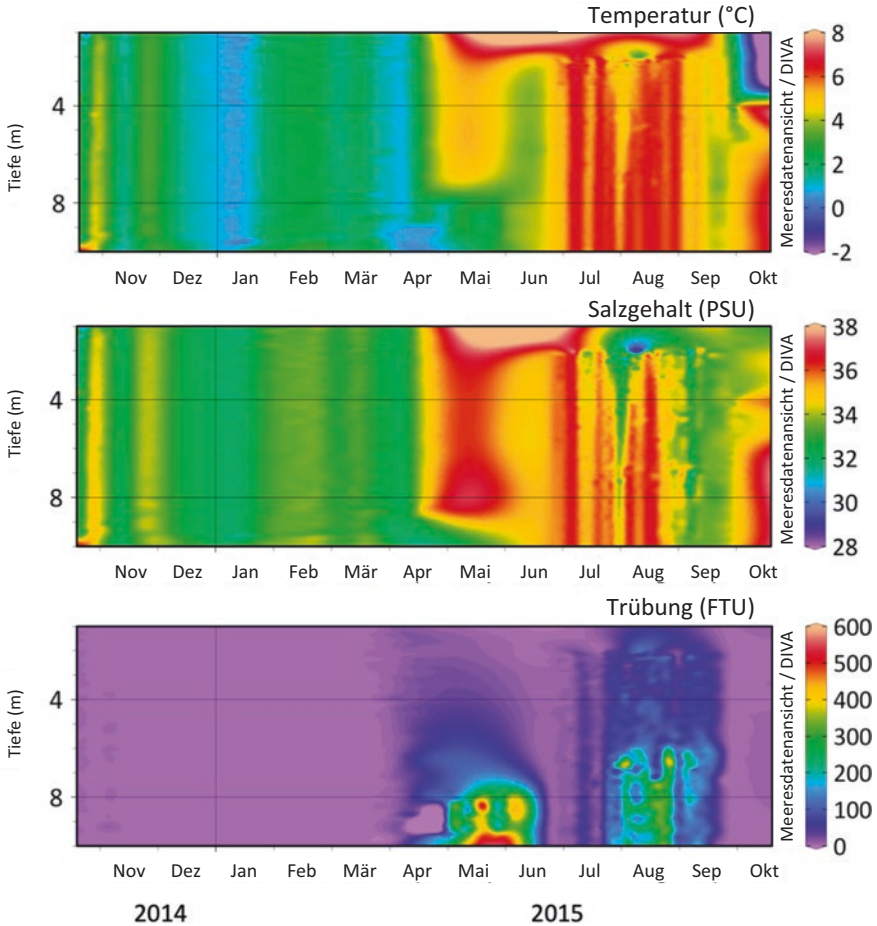 Temperatur (°C)
Tiefe (m)
4
8
Nov Dez Jan Feb Mär Apr Mai Jun Jul Aug Sep Okt
Meeresdatenansicht / DIVA
8
6
4
2
0
-2
Salzgehalt (PSU)
Tiefe (m)
4
8
Nov Dez Jan Feb Mär Apr Mai Jun Jul Aug Sep Okt
Meeresdatenansicht / DIVA
38
36
34
32
30
28
Trübung (FTU)
Tiefe (m)
4
8
Nov Dez Jan Feb Mär Apr Mai Jun Jul Aug Sep Okt
Meeresdatenansicht / DIVA
600
500
400
300
200
100
0
2014 2015